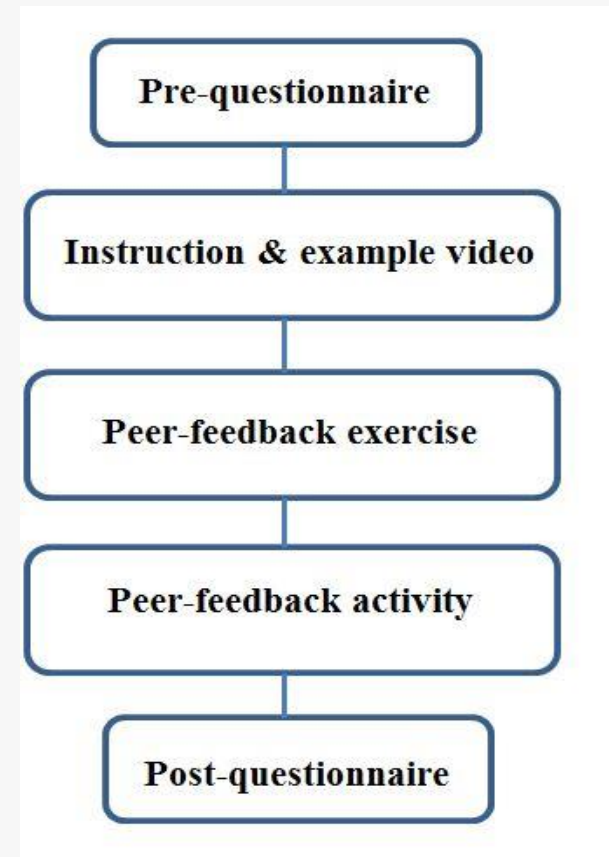 Pre-questionnaire
Instruction & example video
Peer-feedback exercise
Peer-feedback activity
Post-questionnaire